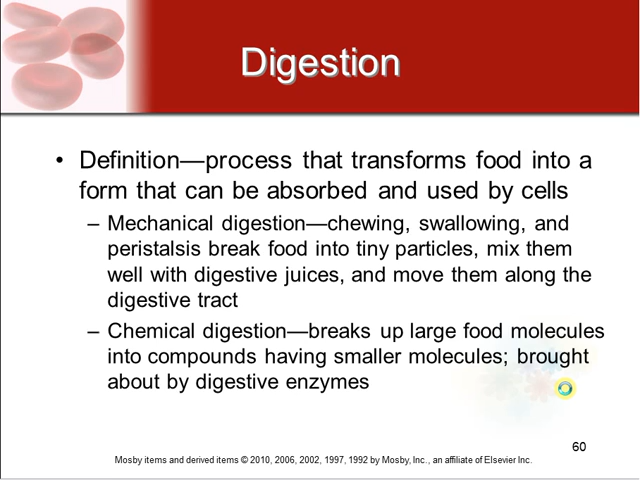 Digestion
• Definition—process that transforms food into a
form that can be absorbed and used by cells
– Mechanical digestion—chewing, swallowing, and
peristalsis break food into tiny particles, mix them
well with digestive juices, and move them along the
digestive tract
– Chemical digestion—breaks up large food molecules
into compounds having smaller molecules; brought
about by digestive enzymes
60
Mosby items and derived items © 2010, 2006, 2002, 1997, 1992 by Mosby, Inc., an affiliate of Elsevier Inc.